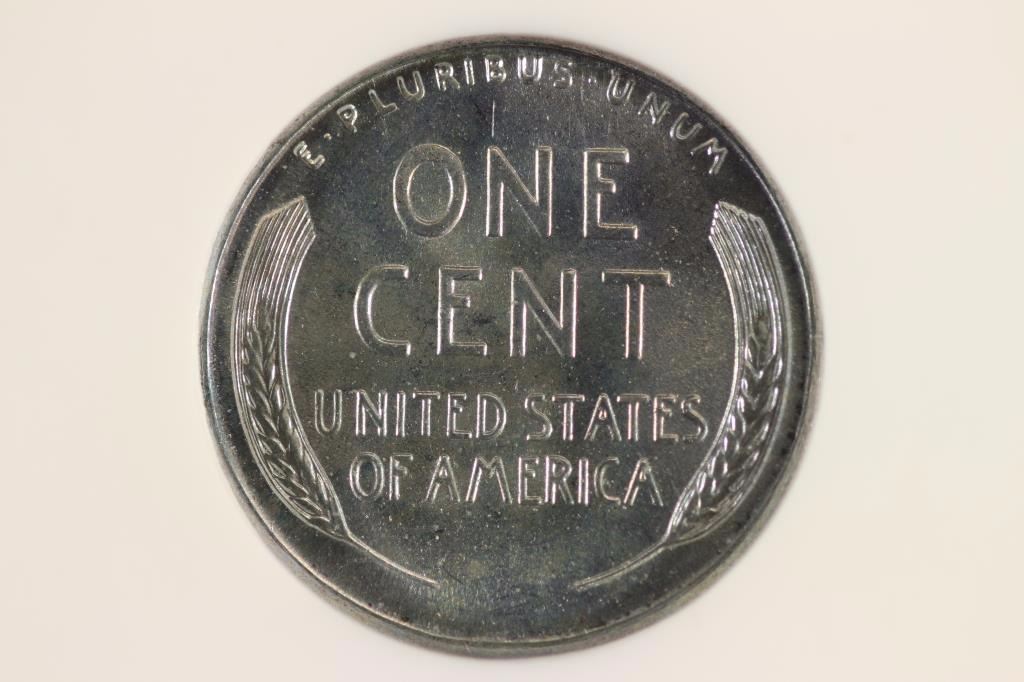 E · PLURIBUS · UNUM
ONE
CENT
UNITED STATES
OF AMERICA